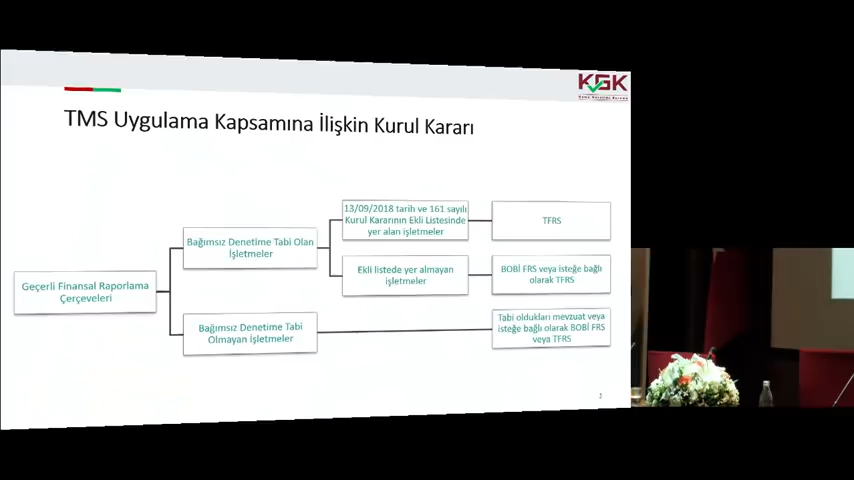 KGK
TMS Uygulama Kapsamına İlişkin Kurul Kararı
Geçerli Finansal Raporlama
Çerçeveleri
Bağımsız Denetime Tabi Olan
İşletmeler
13/09/2018 tarih ve 161 sayılı
Kurul Kararının Ekli Listesinde
yer alan işletmeler
TFRS
Ekli listede yer almayan
işletmeler
BOBİ FRS veya isteğe bağlı
olarak TFRS
Bağımsız Denetime Tabi
Olmayan İşletmeler
Tabi oldukları mevzuat veya
isteğe bağlı olarak BOBİ FRS
veya TFRS